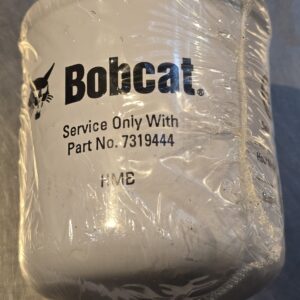 Bobcat®
Service Only With
Part No. 7319444
HME